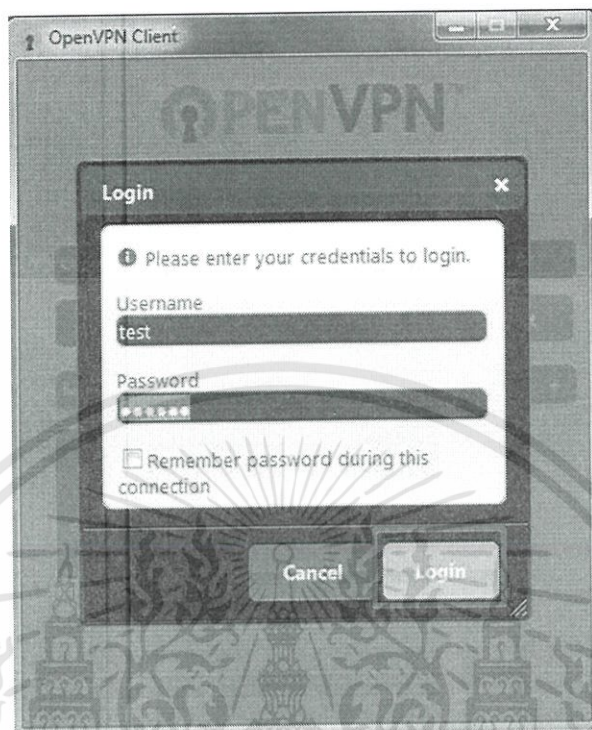 OpenVPN Client
OPENVPN™
Login
Please enter your credentials to login.
Username
test
Password
Remember password during this
connection
Cancel
Login